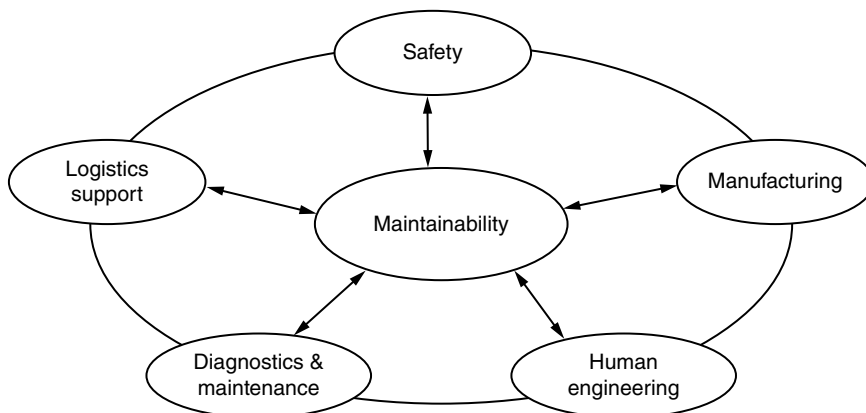 Safety
Logistics
support
Manufacturing
Maintainability
Diagnostics &
maintenance
Human
engineering